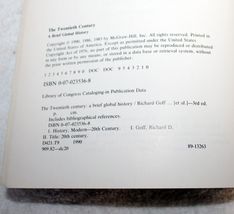 The Twentieth Century
A Brief Global History
Copyright © 1990, 1986, 1983 by McGraw-Hill, Inc. All rights reserved.
Printed in the United States of America. Except as permitted under the United States
Copyright Act of 1976, no part of this publication may be reproduced or distributed
in any form or by any means, or stored in a data base or retrieval system, without
the prior written permission of the publisher.
1 2 3 4 5 6 7 8 9 0 DOC DOC 9 4 3 2 1 0
ISBN 0-07-023536-8
Library of Congress Cataloging in Publication Data
The Twentieth century: a brief global history / Richard Goff ... [et al.]—3rd ed.
p. cm.
Includes bibliographical references.
ISBN 0-07-023536-8
1. History, Modern—20th Century. I. Goff, Richard D.
II. Title: 20th century.
D421.T9 1990
909.82—dc20 89-13263